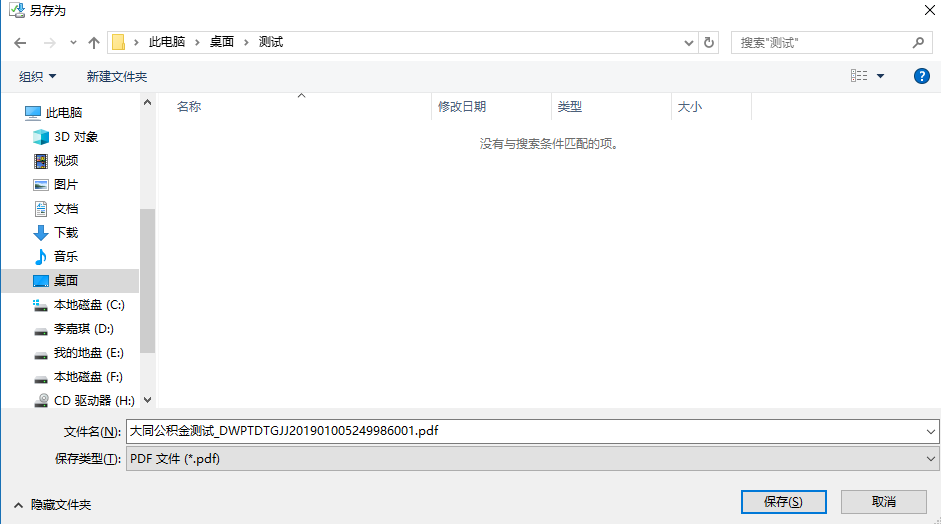 另存为
此电脑 › 桌面 › 测试
搜索"测试"
组织 新建文件夹
名称 修改日期 类型 大小
没有与搜索条件匹配的项。
此电脑
3D 对象
视频
图片
文档
下载
音乐
桌面
本地磁盘 (C:)
李嘉琪 (D:)
我的地盘 (E:)
本地磁盘 (F:)
CD 驱动器 (H:)
文件名(N): 大同公积金测试_DWPTDTGJJ201901005249986001.pdf
保存类型(T): PDF 文件 (*.pdf)
隐藏文件夹 保存(S) 取消